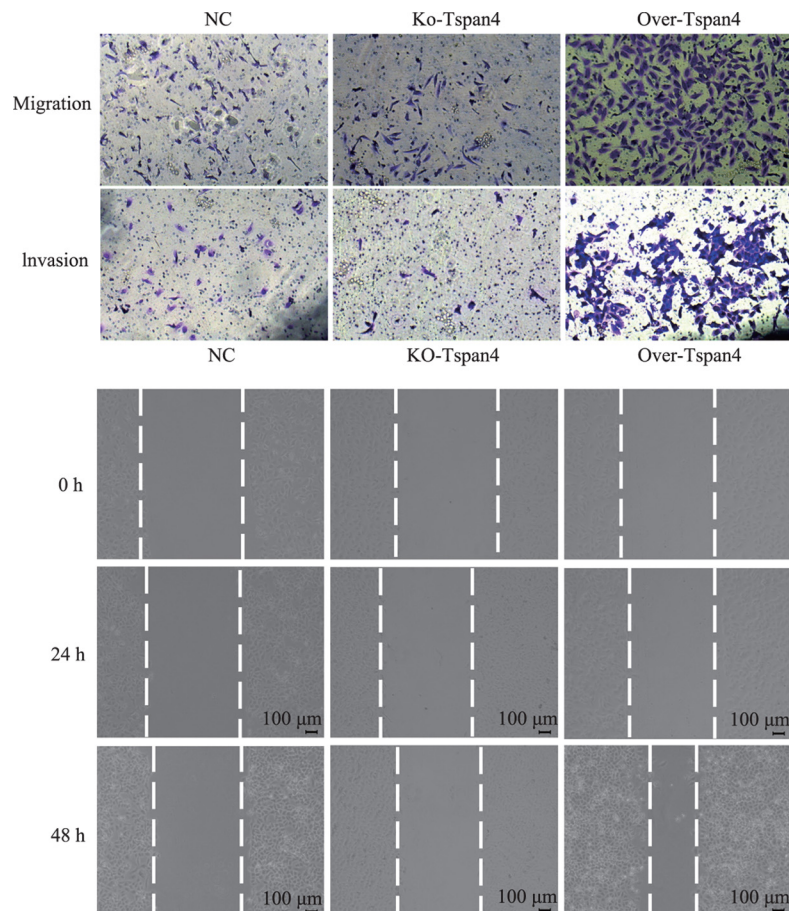 NC Ko-Tspan4 Over-Tspan4
Migration
Invasion
NC KO-Tspan4 Over-Tspan4
0 h
24 h
100 μm 100 μm 100 μm
48 h
100 μm 100 μm 100 μm